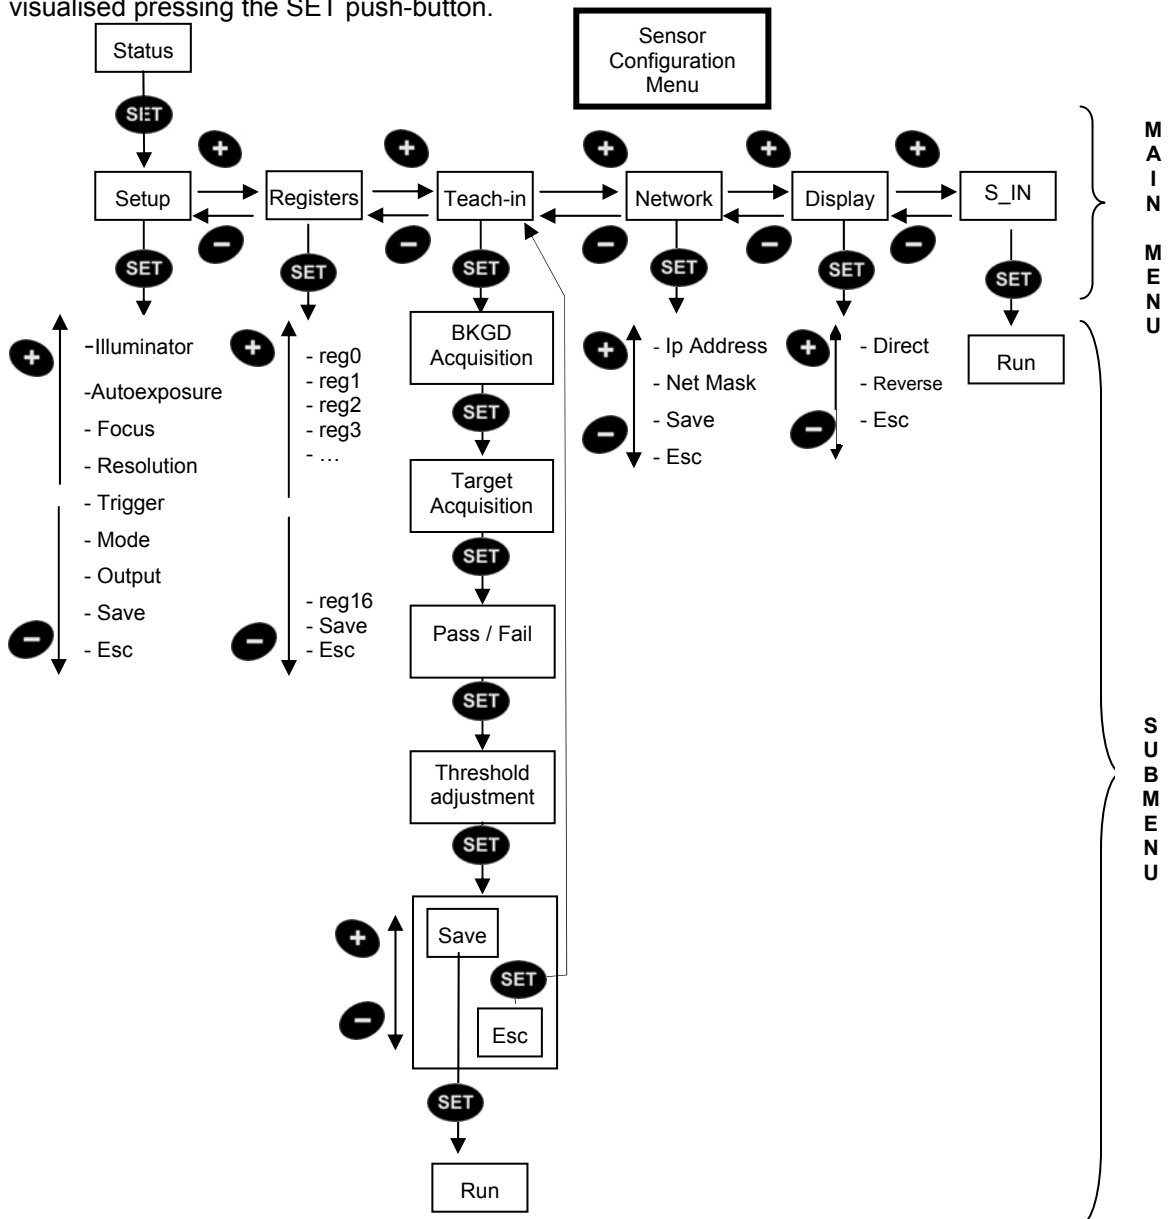 visualised pressing the SET push-button.
Status
Sensor
Configuration
Menu
SET
+
+
+
+
+
Setup
Registers
Teach-in
Network
Display
S_IN
−
−
−
−
−
SET
SET
SET
SET
SET
SET
MAIN MENU
+
-Illuminator
-Autoexposure
- Focus
- Resolution
- Trigger
- Mode
- Output
- Save
- Esc
−
+
- reg0
- reg1
- reg2
- reg3
- ...
- reg16
- Save
- Esc
−
BKGD
Acquisition
SET
Target
Acquisition
SET
Pass / Fail
SET
Threshold
adjustment
SET
+
−
Save
SET
Esc
SET
Run
+
- Ip Address
- Net Mask
- Save
- Esc
−
+
- Direct
- Reverse
- Esc
−
Run
SUBMENU